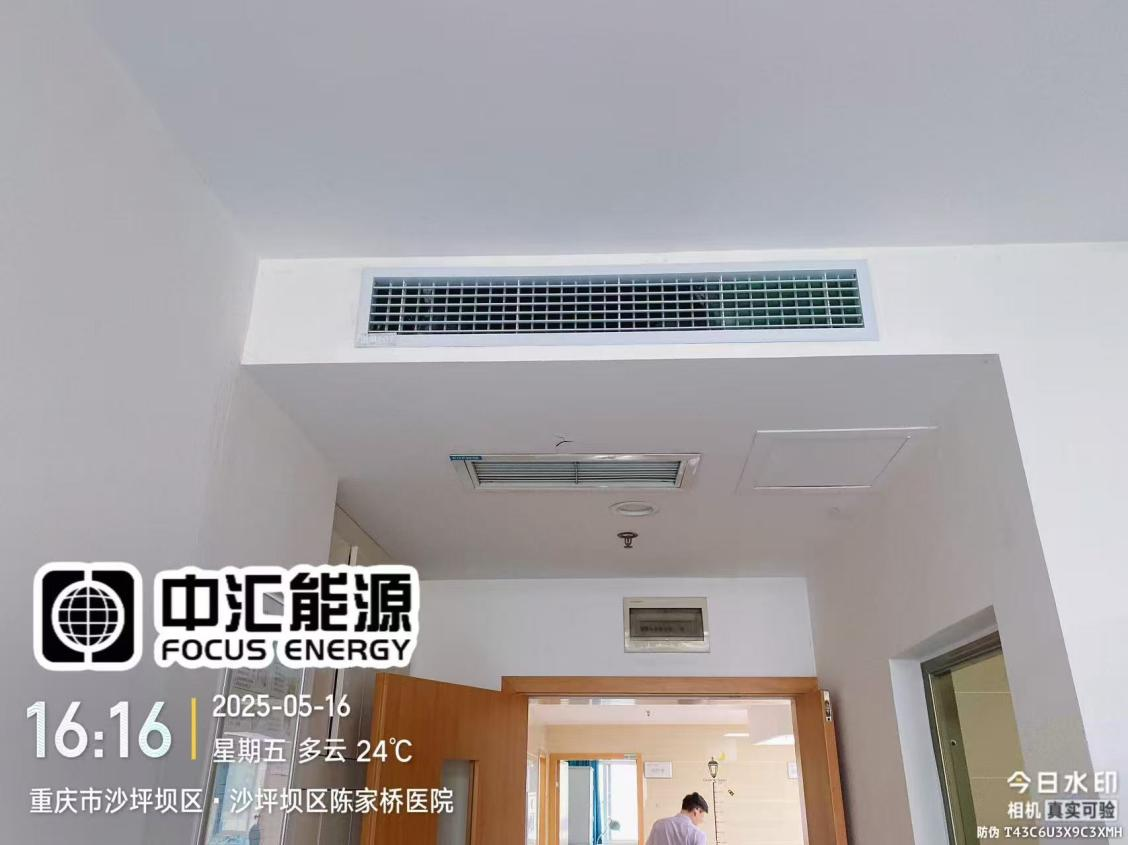 中汇能源
FOCUS ENERGY
16:16
2025-05-16
星期五 多云 24℃
重庆市沙坪坝区·沙坪坝区陈家桥医院
今日水印
相机 真实可验
防伪 T43C6U3X9C3XMH